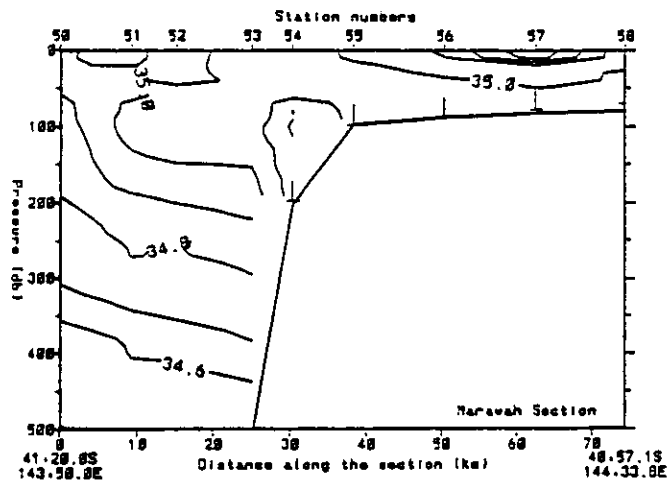 Station numbers
50 51 52 53 54 55 56 57 58
0
100
200
300
400
500
Pressure (db)
35.10
35.0
34.8
34.6
Marawah Section
0 10 20 30 40 50 60 70
41:20.0S
143:50.0E
Distance along the section (km)
40:57.1S
144:33.8E